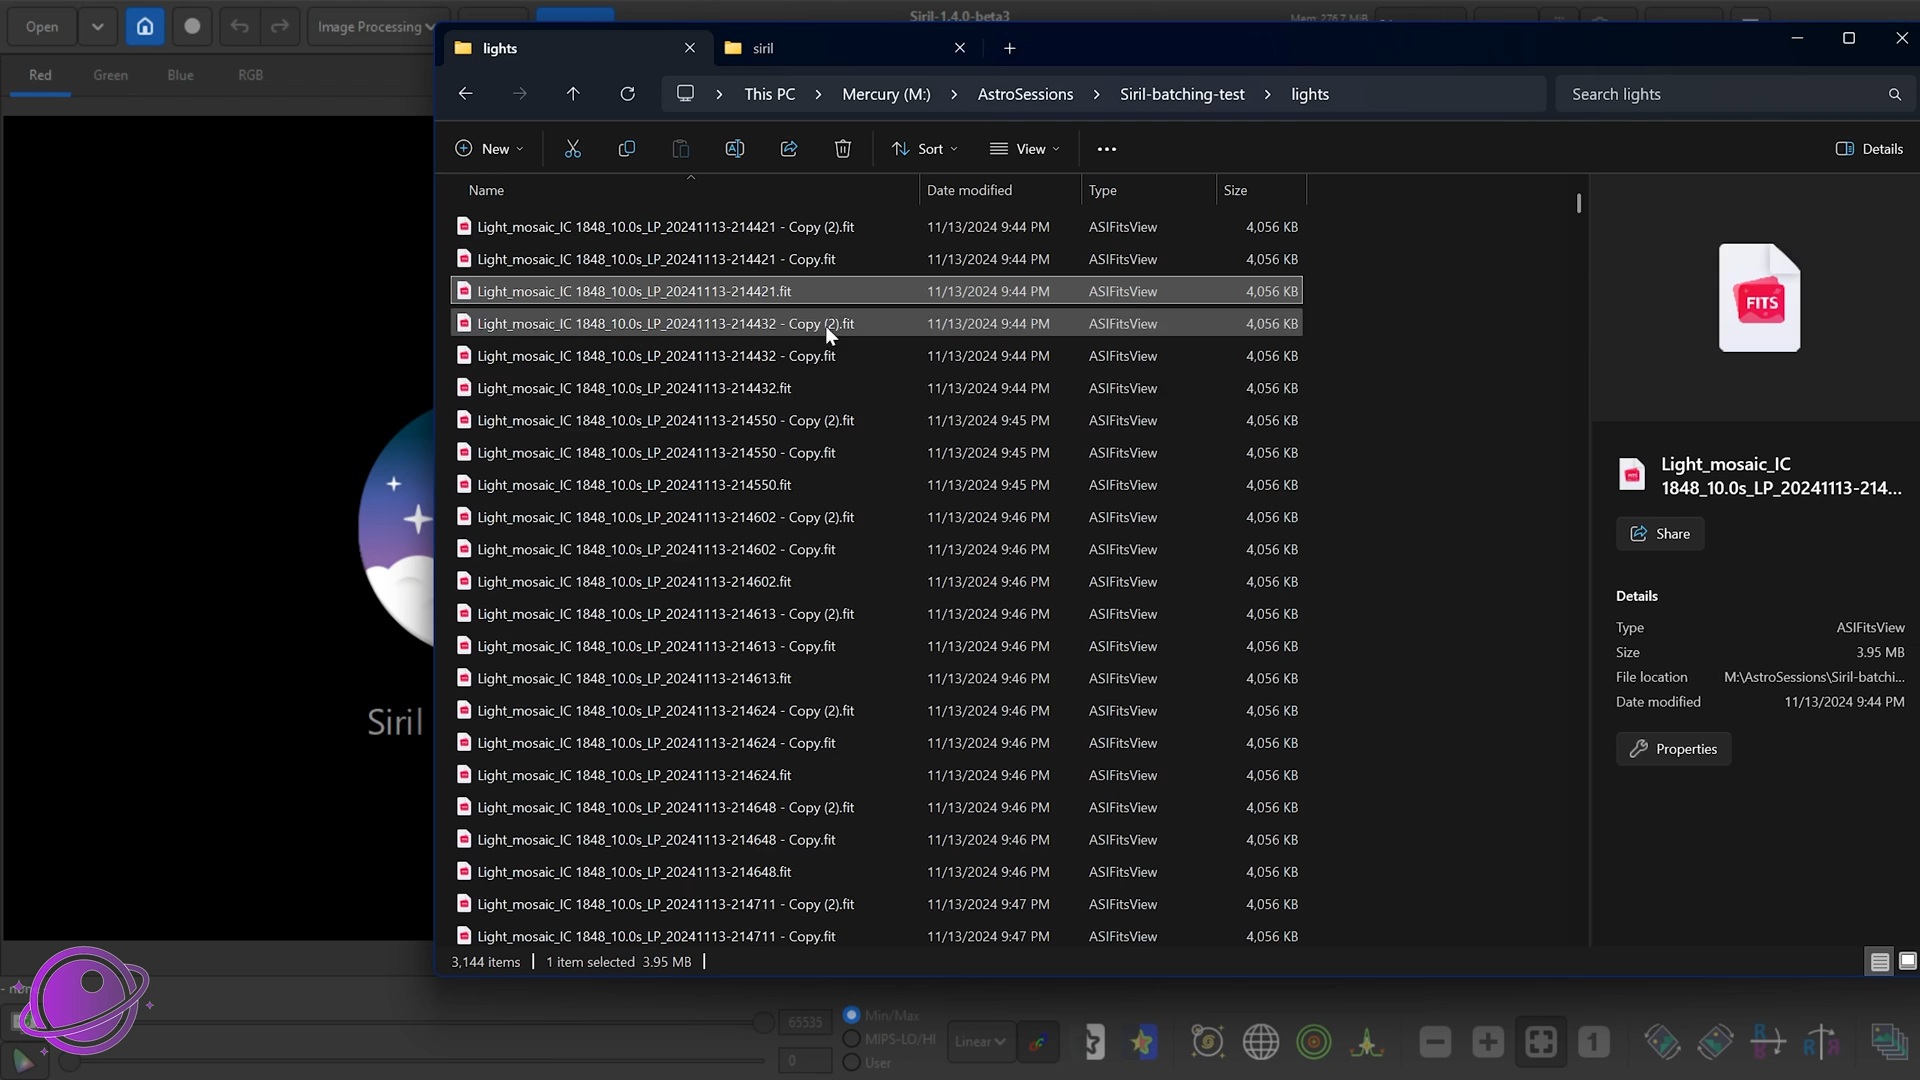 Open
Image Processing
Siril-1.4.0-beta3
Mem: 276.7 MiB
Red Green Blue RGB
lights
siril
This PC > Mercury (M:) > AstroSessions > Siril-batching-test > lights
Search lights
New
Sort
View
Details
Name Date modified Type Size
Light_mosaic_IC 1848_10.0s_LP_20241113-214421 - Copy (2).fit 11/13/2024 9:44 PM ASIFitsView 4,056 KB
Light_mosaic_IC 1848_10.0s_LP_20241113-214421 - Copy.fit 11/13/2024 9:44 PM ASIFitsView 4,056 KB
Light_mosaic_IC 1848_10.0s_LP_20241113-214421.fit 11/13/2024 9:44 PM ASIFitsView 4,056 KB
Light_mosaic_IC 1848_10.0s_LP_20241113-214432 - Copy (2).fit 11/13/2024 9:44 PM ASIFitsView 4,056 KB
Light_mosaic_IC 1848_10.0s_LP_20241113-214432 - Copy.fit 11/13/2024 9:44 PM ASIFitsView 4,056 KB
Light_mosaic_IC 1848_10.0s_LP_20241113-214432.fit 11/13/2024 9:44 PM ASIFitsView 4,056 KB
Light_mosaic_IC 1848_10.0s_LP_20241113-214550 - Copy (2).fit 11/13/2024 9:45 PM ASIFitsView 4,056 KB
Light_mosaic_IC 1848_10.0s_LP_20241113-214550 - Copy.fit 11/13/2024 9:45 PM ASIFitsView 4,056 KB
Light_mosaic_IC 1848_10.0s_LP_20241113-214550.fit 11/13/2024 9:45 PM ASIFitsView 4,056 KB
Light_mosaic_IC 1848_10.0s_LP_20241113-214602 - Copy (2).fit 11/13/2024 9:46 PM ASIFitsView 4,056 KB
Light_mosaic_IC 1848_10.0s_LP_20241113-214602 - Copy.fit 11/13/2024 9:46 PM ASIFitsView 4,056 KB
Light_mosaic_IC 1848_10.0s_LP_20241113-214602.fit 11/13/2024 9:46 PM ASIFitsView 4,056 KB
Light_mosaic_IC 1848_10.0s_LP_20241113-214613 - Copy (2).fit 11/13/2024 9:46 PM ASIFitsView 4,056 KB
Light_mosaic_IC 1848_10.0s_LP_20241113-214613 - Copy.fit 11/13/2024 9:46 PM ASIFitsView 4,056 KB
Light_mosaic_IC 1848_10.0s_LP_20241113-214613.fit 11/13/2024 9:46 PM ASIFitsView 4,056 KB
Light_mosaic_IC 1848_10.0s_LP_20241113-214624 - Copy (2).fit 11/13/2024 9:46 PM ASIFitsView 4,056 KB
Light_mosaic_IC 1848_10.0s_LP_20241113-214624 - Copy.fit 11/13/2024 9:46 PM ASIFitsView 4,056 KB
Light_mosaic_IC 1848_10.0s_LP_20241113-214624.fit 11/13/2024 9:46 PM ASIFitsView 4,056 KB
Light_mosaic_IC 1848_10.0s_LP_20241113-214648 - Copy (2).fit 11/13/2024 9:46 PM ASIFitsView 4,056 KB
Light_mosaic_IC 1848_10.0s_LP_20241113-214648 - Copy.fit 11/13/2024 9:46 PM ASIFitsView 4,056 KB
Light_mosaic_IC 1848_10.0s_LP_20241113-214648.fit 11/13/2024 9:46 PM ASIFitsView 4,056 KB
Light_mosaic_IC 1848_10.0s_LP_20241113-214711 - Copy (2).fit 11/13/2024 9:47 PM ASIFitsView 4,056 KB
Light_mosaic_IC 1848_10.0s_LP_20241113-214711 - Copy.fit 11/13/2024 9:47 PM ASIFitsView 4,056 KB
3,144 items 1 item selected 3.95 MB
FITS
Light_mosaic_IC
1848_10.0s_LP_20241113-214...
Share
Details
Type ASIFitsView
Size 3.95 MB
File location M:\AstroSessions\Siril-batchi...
Date modified 11/13/2024 9:44 PM
Properties
Siril
65535
0
Min/Max
MIPS-LO/HI
User
Linear
1
R
B
R R